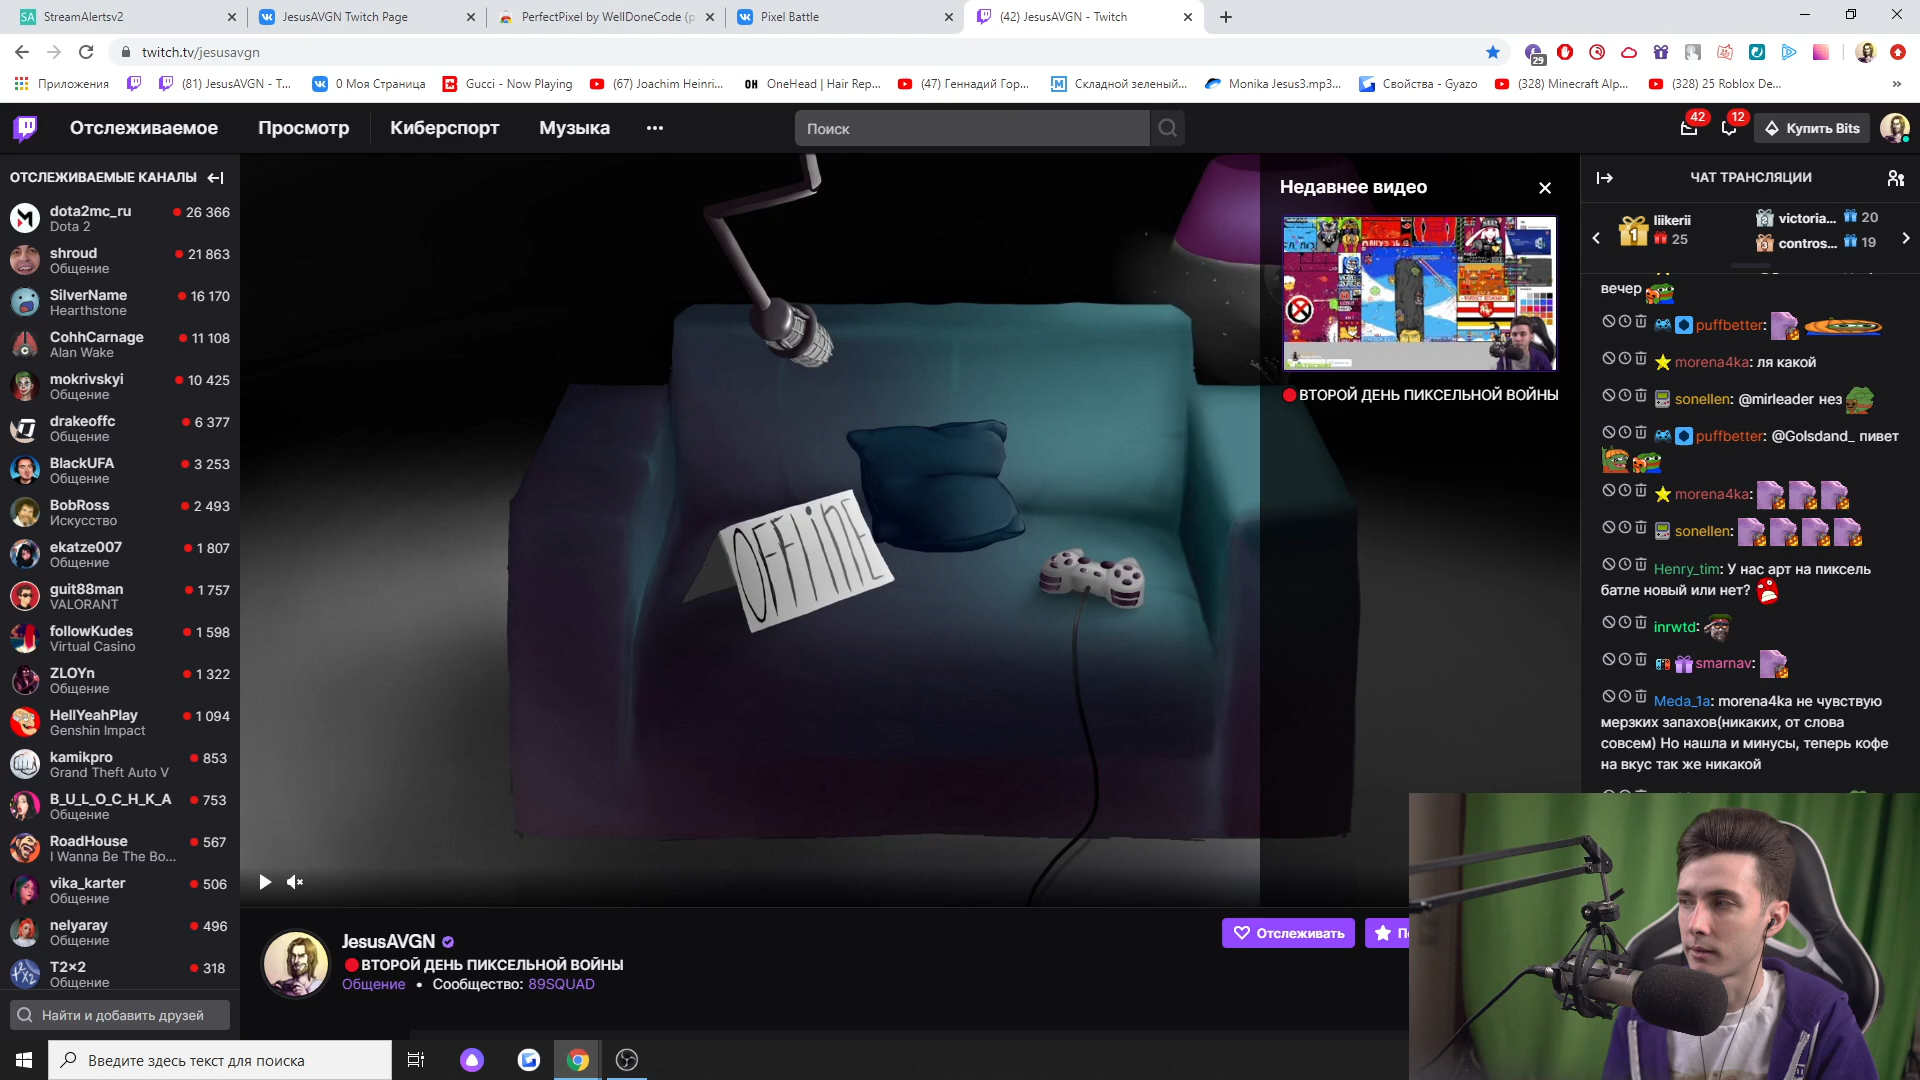 StreamAlertsv2
JesusAVGN Twitch Page
PerfectPixel by WellDoneCode (p
Pixel Battle
(42) JesusAVGN - Twitch
twitch.tv/jesusavgn
29
Приложения
(81) JesusAVGN - T...
0 Моя Страница
Gucci - Now Playing
(67) Joachim Heinri...
OH OneHead | Hair Rep...
(47) Геннадий Гор...
Складной зеленый...
Monika Jesus3.mp3...
Свойства - Gyazo
(328) Minecraft Alp...
(328) 25 Roblox De...
Отслеживаемое
Просмотр
Киберспорт
Музыка
Поиск
42
12
Купить Bits
ОТСЛЕЖИВАЕМЫЕ КАНАЛЫ
dota2mc_ru 26 366
Dota 2
shroud 21 863
Общение
SilverName 16 170
Hearthstone
CohhCarnage 11 108
Alan Wake
mokrivskyi 10 425
Общение
drakeoffc 6 377
Общение
BlackUFA 3 253
Общение
BobRoss 2 493
Искусство
ekatze007 1 807
Общение
guit88man 1 757
VALORANT
followKudes 1 598
Virtual Casino
ZLOYn 1 322
Общение
HellYeahPlay 1 094
Genshin Impact
kamikpro 853
Grand Theft Auto V
B_U_L_O_C_H_K_A 753
Общение
RoadHouse 567
I Wanna Be The Bo...
vika_karter 506
Общение
nelyaray 496
Общение
T2x2 318
Общение
Найти и добавить друзей
OFFLiNE
Недавнее видео
ВТОРОЙ ДЕНЬ ПИКСЕЛЬНОЙ ВОЙНЫ
JesusAVGN
ВТОРОЙ ДЕНЬ ПИКСЕЛЬНОЙ ВОЙНЫ
Общение • Сообщество: 89SQUAD
Отслеживать
ЧАТ ТРАНСЛЯЦИИ
1
liikerii
25
2 victoria... 20
3 contros... 19
вечер
puffbetter:
morena4ka: ля какой
sonellen: @mirleader нез
puffbetter: @Golsdand_ пивет
morena4ka:
sonellen:
Henry_tim: У нас арт на пиксель
батле новый или нет?
inrwtd:
smarnav:
Meda_1a: morena4ka не чувствую
мерзких запахов(никаких, от слова
совсем) Но нашла и минусы, теперь кофе
на вкус так же никакой
Введите здесь текст для поиска